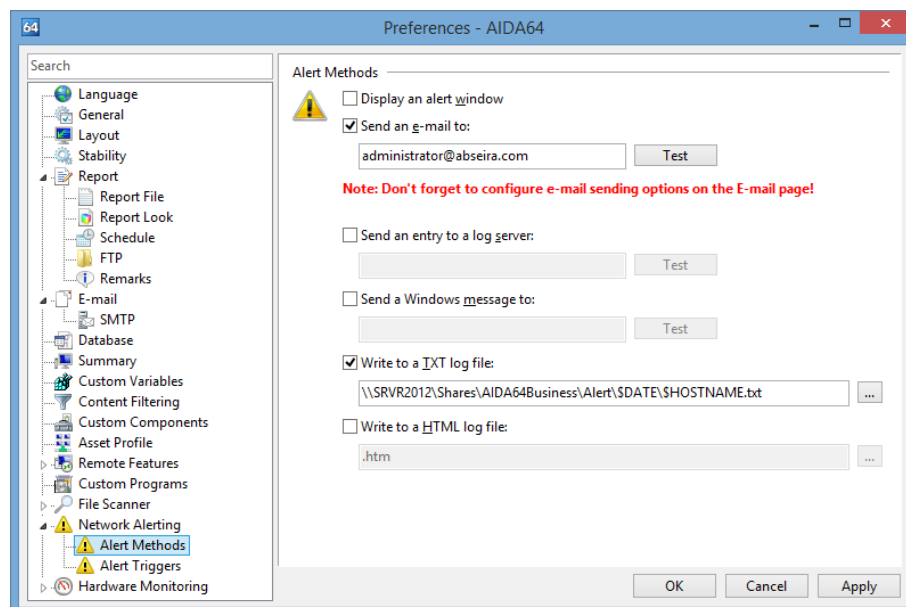 64
Preferences - AIDA64
Search
Language
General
Layout
Stability
Report
Report File
Report Look
Schedule
FTP
Remarks
E-mail
SMTP
Database
Summary
Custom Variables
Content Filtering
Custom Components
Asset Profile
Remote Features
Custom Programs
File Scanner
Network Alerting
Alert Methods
Alert Triggers
Hardware Monitoring
Alert Methods
Display an alert window
Send an e-mail to:
administrator@abseira.com
Test
Note: Don't forget to configure e-mail sending options on the E-mail page!
Send an entry to a log server:
Test
Send a Windows message to:
Test
Write to a TXT log file:
\\SRVR2012\Shares\AIDA64Business\Alert\$DATE\$HOSTNAME.txt
...
Write to a HTML log file:
.htm
...
OK
Cancel
Apply